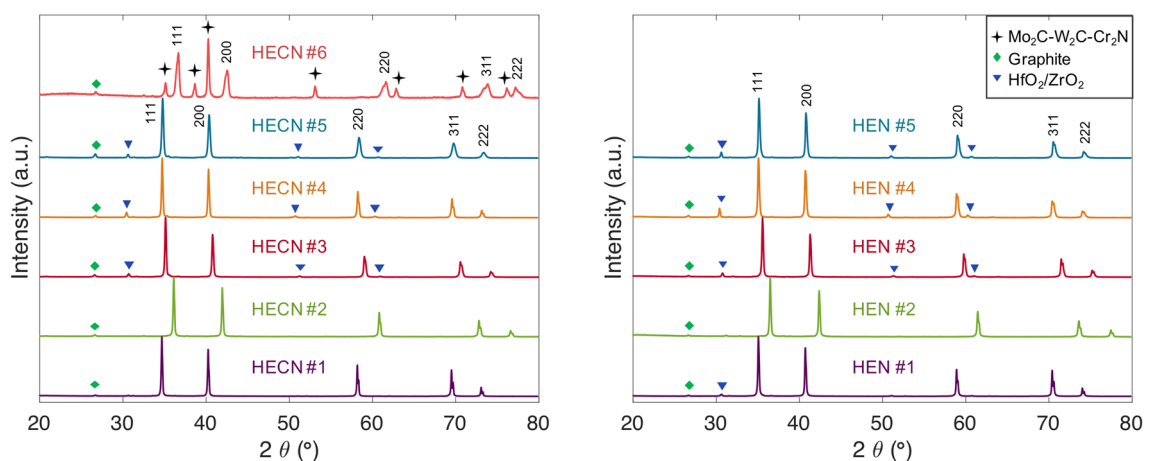 Intensity (a.u.)
HECN #6
111
200
220
311
222
HECN #5
111
200
220
311
222
HECN #4
HECN #3
HECN #2
HECN #1
20 30 40 50 60 70 80
2 θ (°)
Intensity (a.u.)
Mo₂C-W₂C-Cr₂N
Graphite
HfO₂/ZrO₂
111
200
220
311
222
HEN #5
HEN #4
HEN #3
HEN #2
HEN #1
20 30 40 50 60 70 80
2 θ (°)